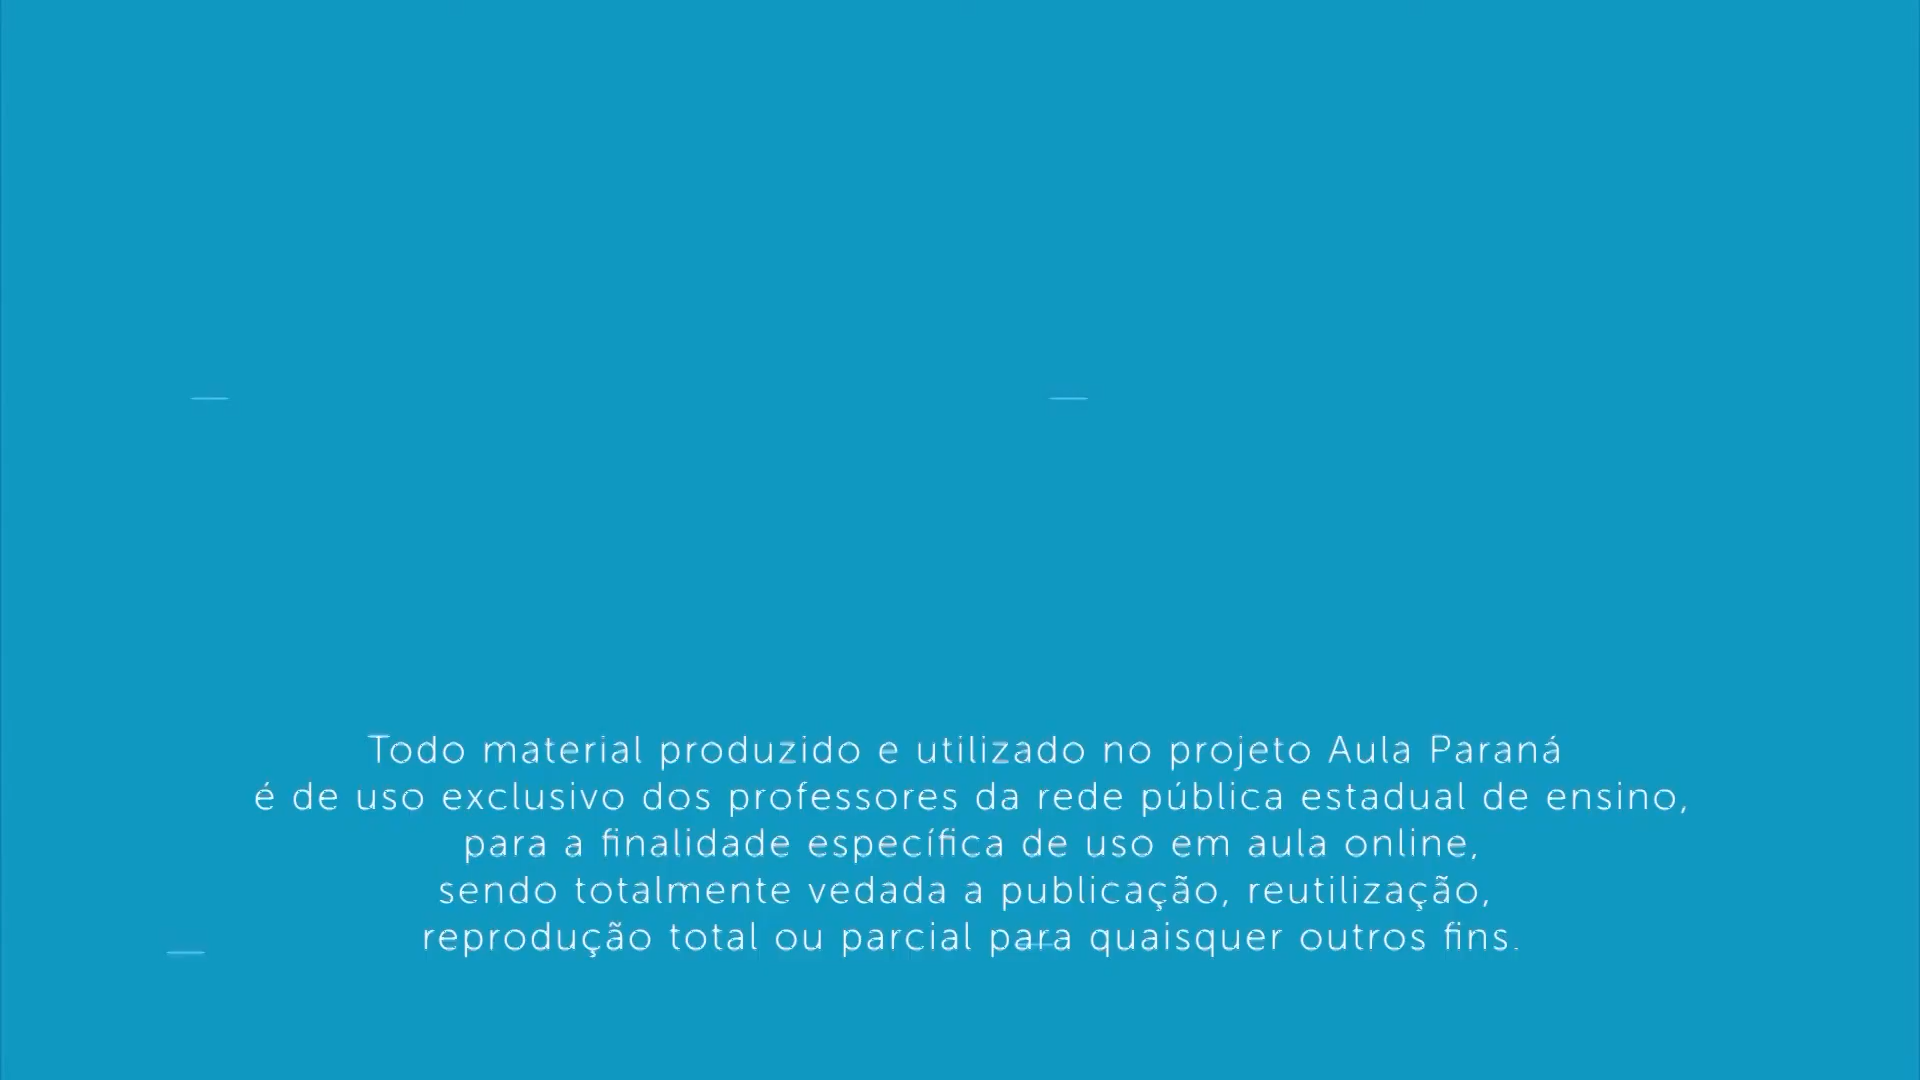 Todo material produzido e utilizado no projeto Aula Paraná
é de uso exclusivo dos professores da rede pública estadual de ensino,
para a finalidade específica de uso em aula online,
sendo totalmente vedada a publicação, reutilização,
reprodução total ou parcial para quaisquer outros fins.